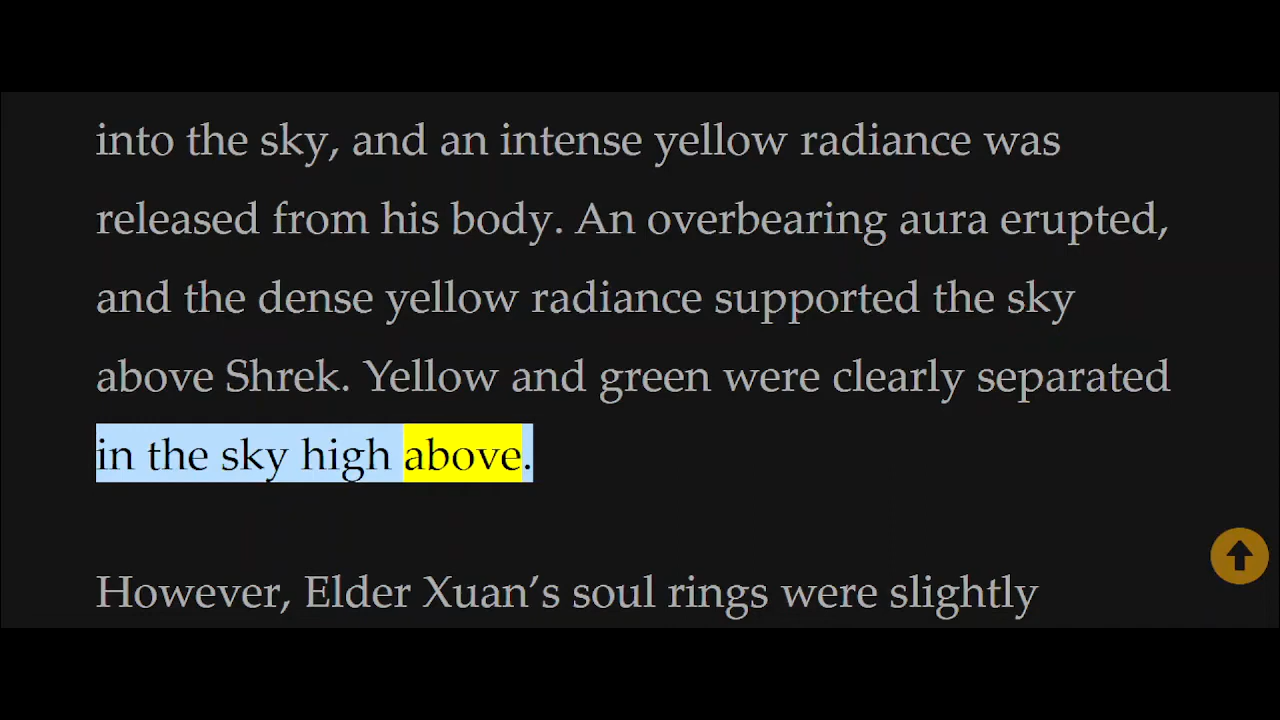 into the sky, and an intense yellow radiance was
released from his body. An overbearing aura erupted,
and the dense yellow radiance supported the sky
above Shrek. Yellow and green were clearly separated
in the sky high above.
However, Elder Xuan’s soul rings were slightly